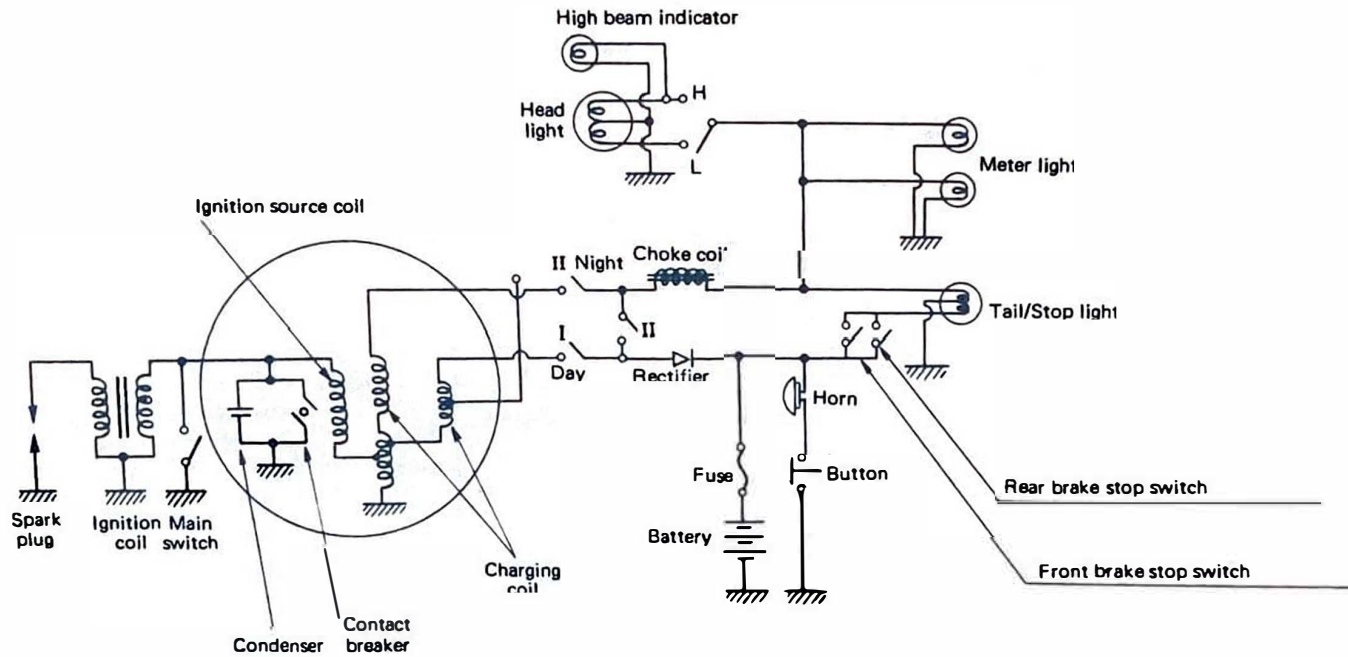 High beam indicator
H
Head
light
L
Meter light
Ignition source coil
II Night
Choke coil
II
Tail/Stop light
I
Day
Rectifier
Horn
Fuse
Button
Rear brake stop switch
Spark
plug
Ignition
coil
Main
switch
Battery
Charging
coil
Front brake stop switch
Condenser
Contact
breaker